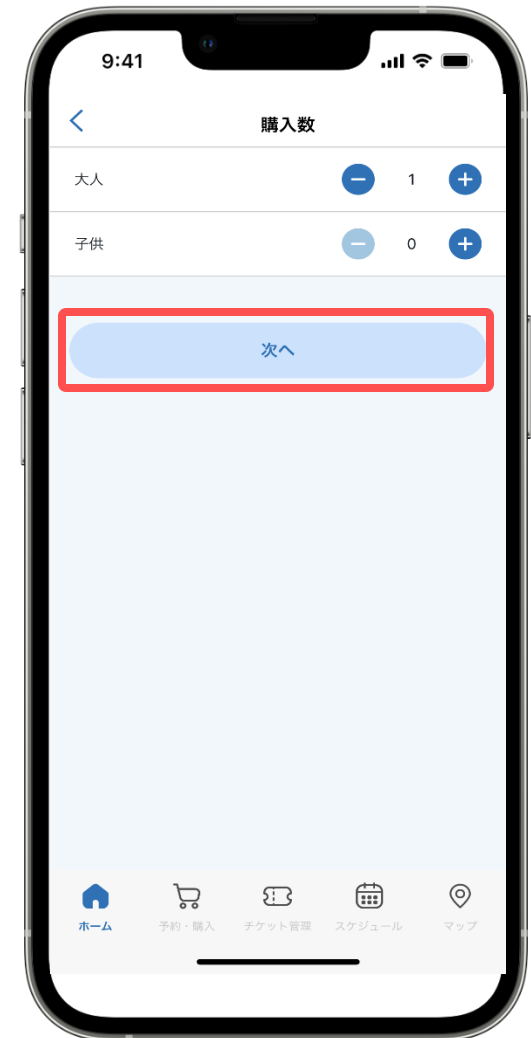 9:41
購入数
大人 1
子供 0
次へ
ホーム 予約・購入 チケット管理 スケジュール マップ